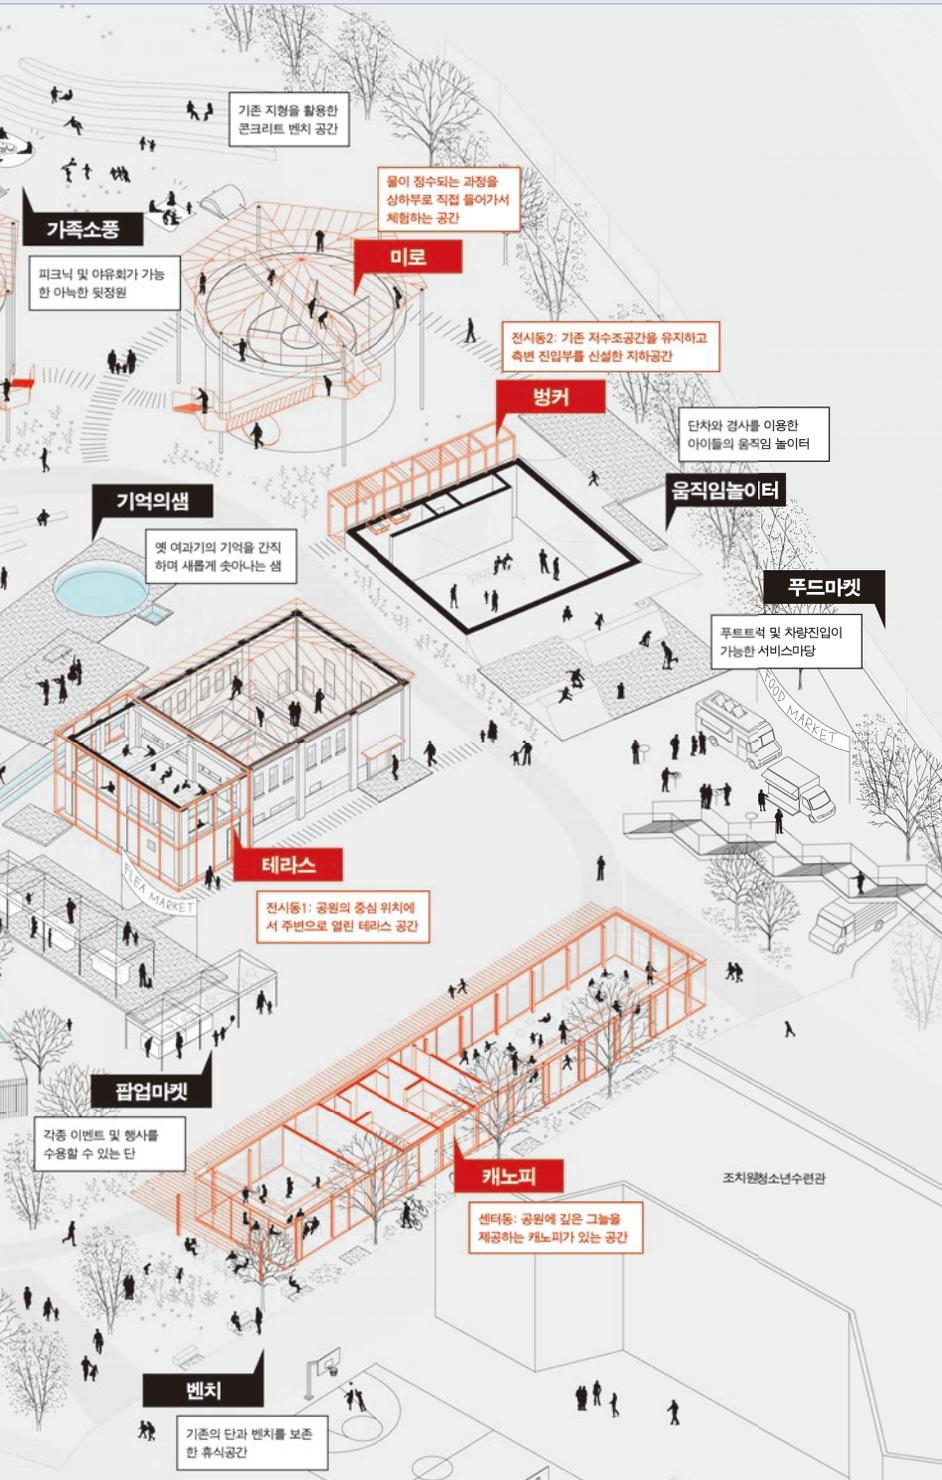 기존 지형을 활용한
콘크리트 벤치 공간
물이 정수되는 과정을
상하부로 직접 들어가서
체험하는 공간
가족소풍
피크닉 및 야유회가 가능
한 아늑한 뒷정원
미로
전시동2: 기존 저수조공간을 유지하고
측변 진입부를 신설한 지하공간
벙커
단차와 경사를 이용한
아이들의 움직임 놀이터
움직임놀이터
기억의샘
옛 여과기의 기억을 간직
하며 새롭게 솟아나는 샘
푸드마켓
푸트트럭 및 차량진입이
가능한 서비스마당
FOOD MARKET
테라스
전시동1: 공원의 중심 위치에
서 주변으로 열린 테라스 공간
FLEA MARKET
팝업마켓
각종 이벤트 및 행사를
수용할 수 있는 단
캐노피
센터동: 공원에 깊은 그늘을
제공하는 캐노피가 있는 공간
조치원청소년수련관
벤치
기존의 단과 벤치를 보존
한 휴식공간